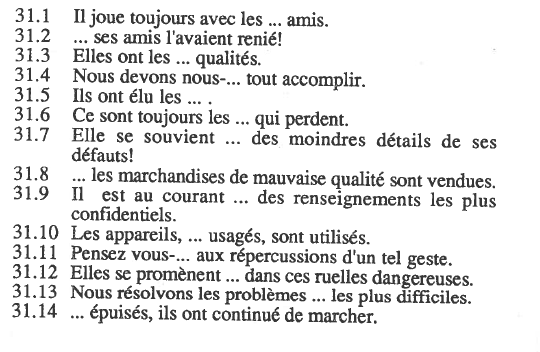 31.1 Il joue toujours avec les ... amis.
31.2 ... ses amis l'avaient renié!
31.3 Elles ont les ... qualités.
31.4 Nous devons nous-... tout accomplir.
31.5 Ils ont élu les ... .
31.6 Ce sont toujours les ... qui perdent.
31.7 Elle se souvient ... des moindres détails de ses
défauts!
31.8 ... les marchandises de mauvaise qualité sont vendues.
31.9 Il est au courant ... des renseignements les plus
confidentiels.
31.10 Les appareils, ... usagés, sont utilisés.
31.11 Pensez vous-... aux répercussions d'un tel geste.
31.12 Elles se promènent ... dans ces ruelles dangereuses.
31.13 Nous résolvons les problèmes ... les plus difficiles.
31.14 ... épuisés, ils ont continué de marcher.